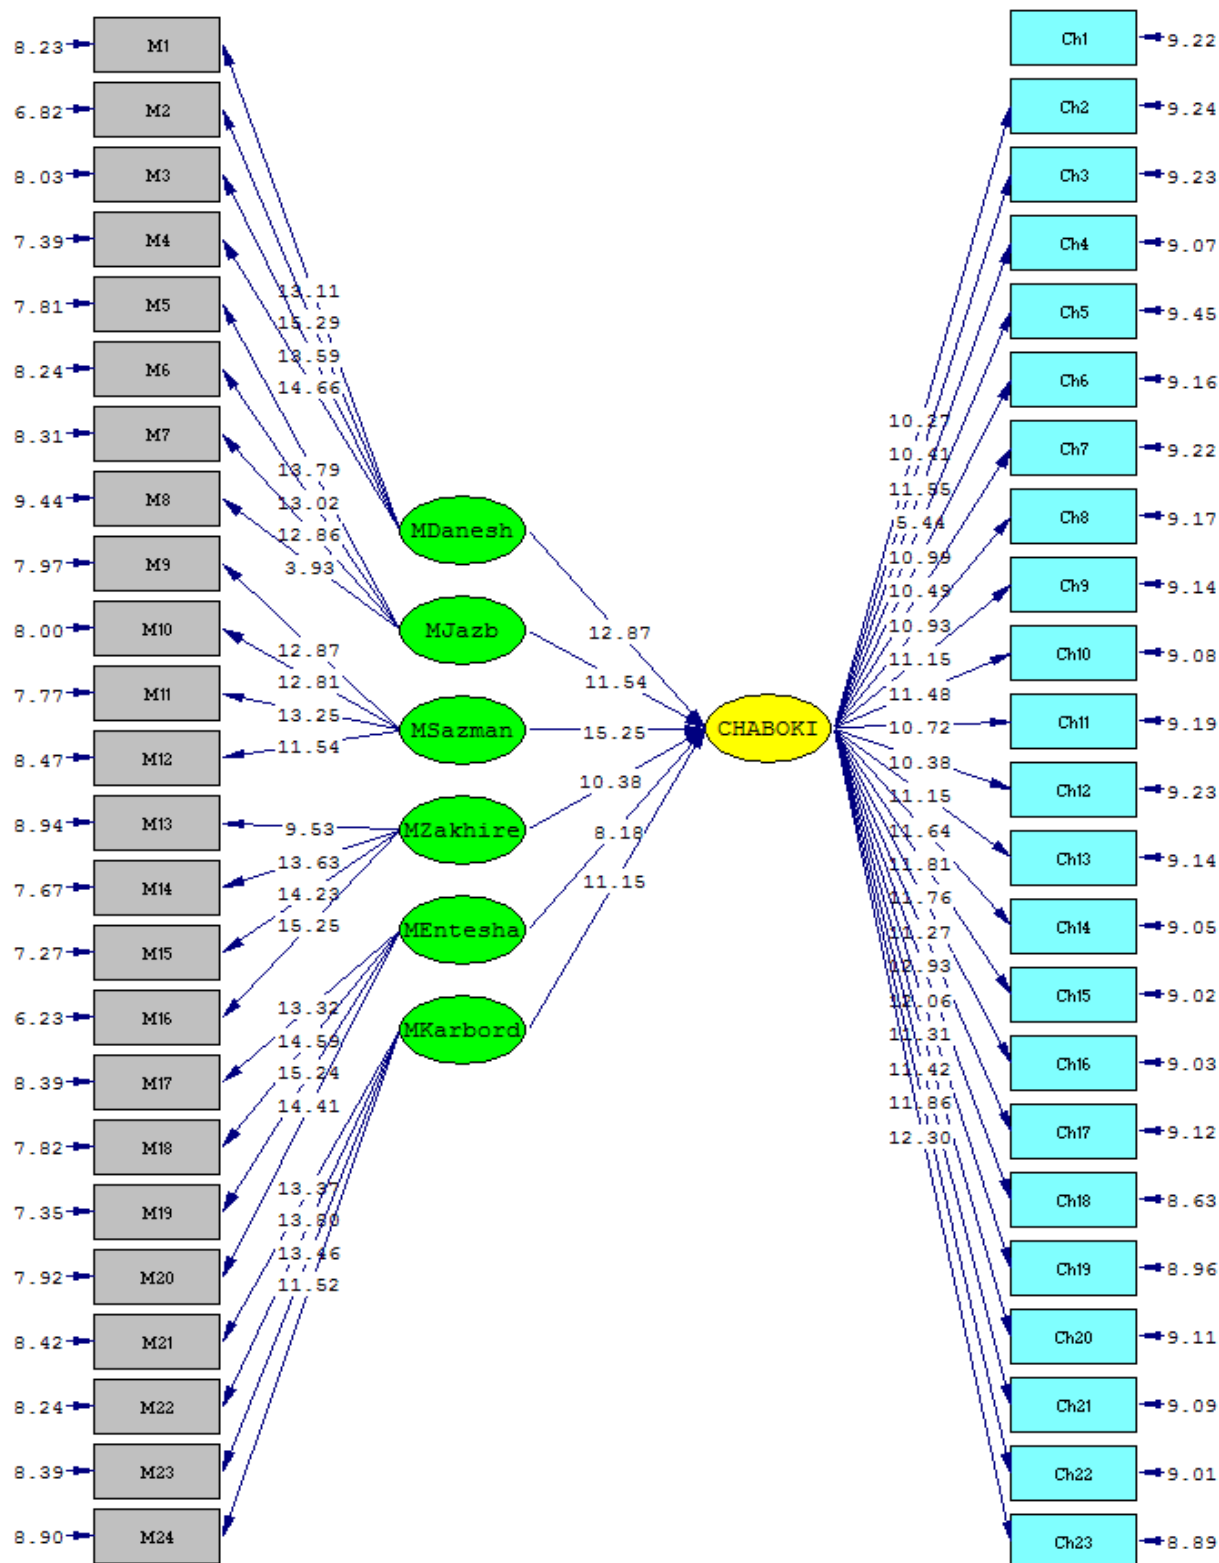 8.23 M1
6.82 M2
8.03 M3
7.39 M4
7.81 M5
8.24 M6
8.31 M7
9.44 M8
7.97 M9
8.00 M10
7.77 M11
8.47 M12
8.94 M13
7.67 M14
7.27 M15
6.23 M16
8.39 M17
7.82 M18
7.35 M19
7.92 M20
8.42 M21
8.24 M22
8.39 M23
8.90 M24
13.11
15.29
13.59
14.66
13.79
13.02
12.86
3.93
12.87
12.81
13.25
11.54
9.53
13.63
14.23
15.25
13.32
14.59
15.24
14.41
13.37
13.80
13.46
11.52
MDanesh
MJazb
MSazman
MZakhire
MEntesha
MKarbord
12.87
11.54
15.25
10.38
8.18
11.15
CHABOKI
10.27
10.41
11.95
5.44
10.99
10.49
10.93
11.15
11.48
10.72
10.38
11.15
11.64
11.81
11.76
11.27
12.93
12.06
11.31
11.42
11.86
12.30
Ch1 9.22
Ch2 9.24
Ch3 9.23
Ch4 9.07
Ch5 9.45
Ch6 9.16
Ch7 9.22
Ch8 9.17
Ch9 9.14
Ch10 9.08
Ch11 9.19
Ch12 9.23
Ch13 9.14
Ch14 9.05
Ch15 9.02
Ch16 9.03
Ch17 9.12
Ch18 8.63
Ch19 8.96
Ch20 9.11
Ch21 9.09
Ch22 9.01
Ch23 8.89